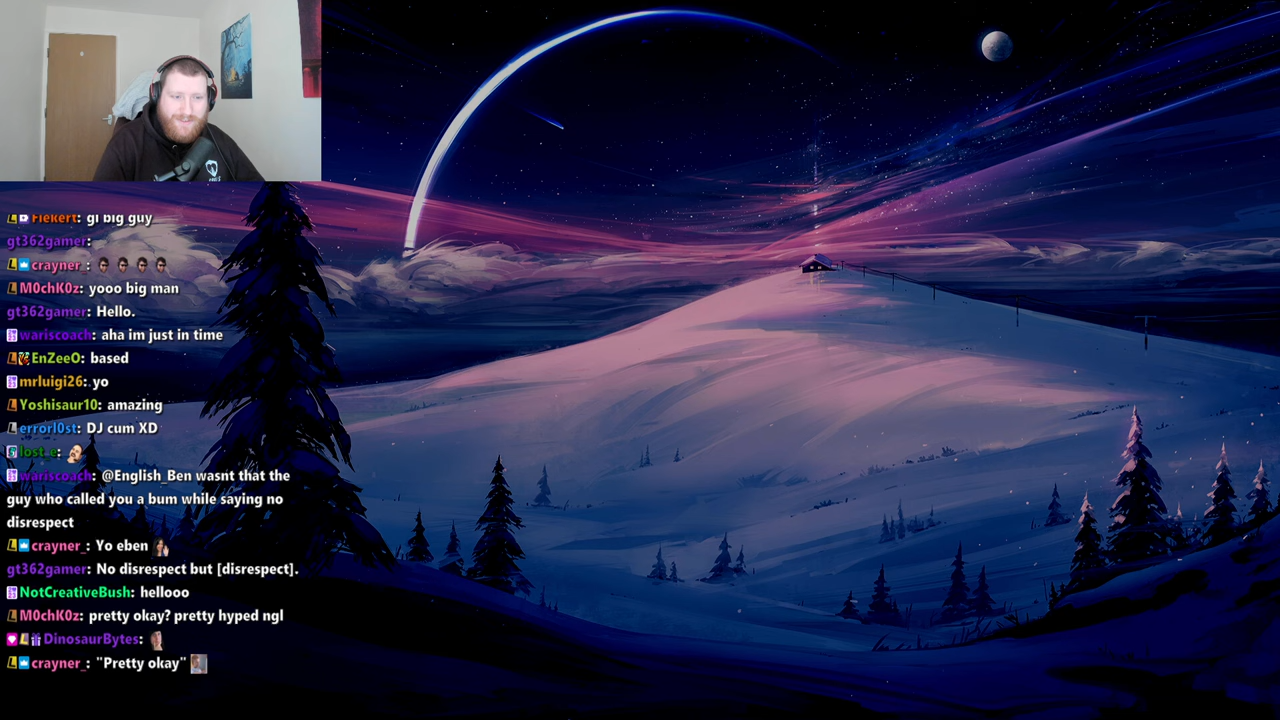 Fiekert: gl big guy
gt362gamer:
crayner_:
M0chK0z: yooo big man
gt362gamer: Hello.
wariscoach: aha im just in time
EnZeeO: based
mrluigi26: yo
Yoshisaur10: amazing
errorl0st: DJ cum XD
lost_e:
wariscoach: @English_Ben wasnt that the
guy who called you a bum while saying no
disrespect
crayner_: Yo eben
gt362gamer: No disrespect but [disrespect].
NotCreativeBush: hellooo
M0chK0z: pretty okay? pretty hyped ngl
DinosaurBytes:
crayner_: "Pretty okay"